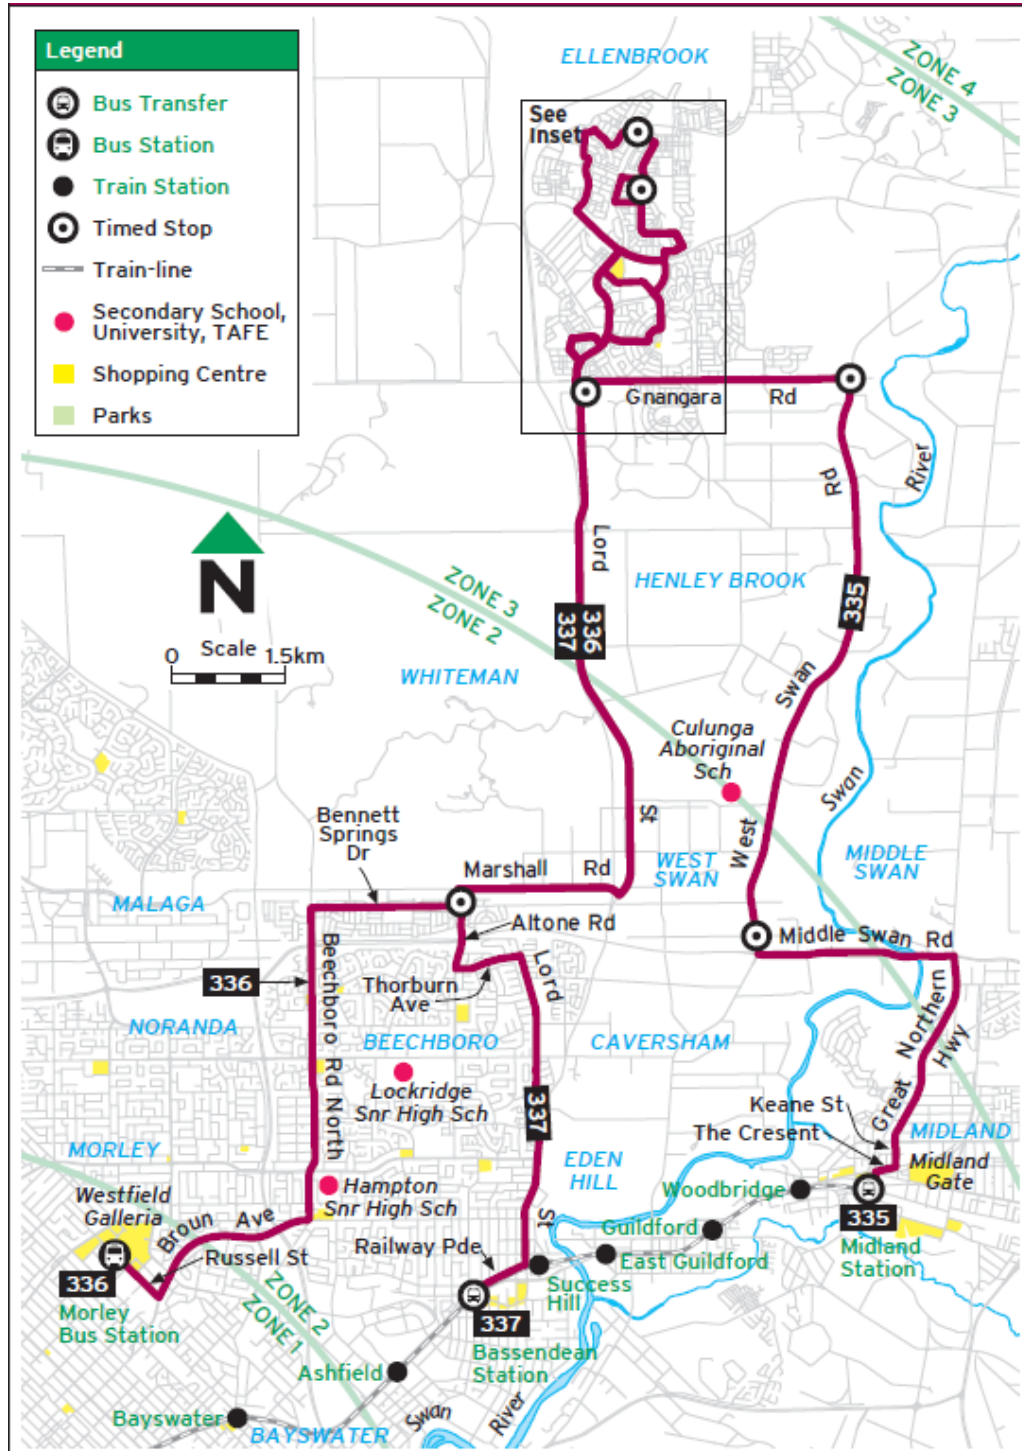 Legend
Bus Transfer
Bus Station
Train Station
Timed Stop
Train-line
Secondary School,
University, TAFE
Shopping Centre
Parks
ELLENBROOK
ZONE 4
ZONE 3
See
Inset
Gnangara Rd
River
Rd
Lord
ZONE 3
ZONE 2
HENLEY BROOK
335
336
337
N
Scale
0 1.5km
WHITEMAN
Swan
Culunga
Aboriginal
Sch
Swan
St
West
Bennett
Springs
Dr
Marshall Rd
WEST
SWAN
MIDDLE
SWAN
MALAGA
Altone Rd
Middle Swan Rd
Lord
336
Thorburn
Ave
Beechboro Rd North
NORANDA
BEECHBORO
CAVERSHAM
Great Northern
Hwy
Lockridge
Snr High Sch
337
Keane St
The Cresent
MIDLAND
MORLEY
EDEN
HILL
Midland
Gate
Westfield
Galleria
Hampton
Snr High Sch
Woodbridge
335
Broun Ave
St
Guildford
Midland
Station
Russell St
Railway Pde
East Guildford
336
Success
Hill
Morley
Bus Station
ZONE 2
ZONE 1
337
Bassendean
Station
Ashfield
Swan River
Bayswater
BAYSWATER